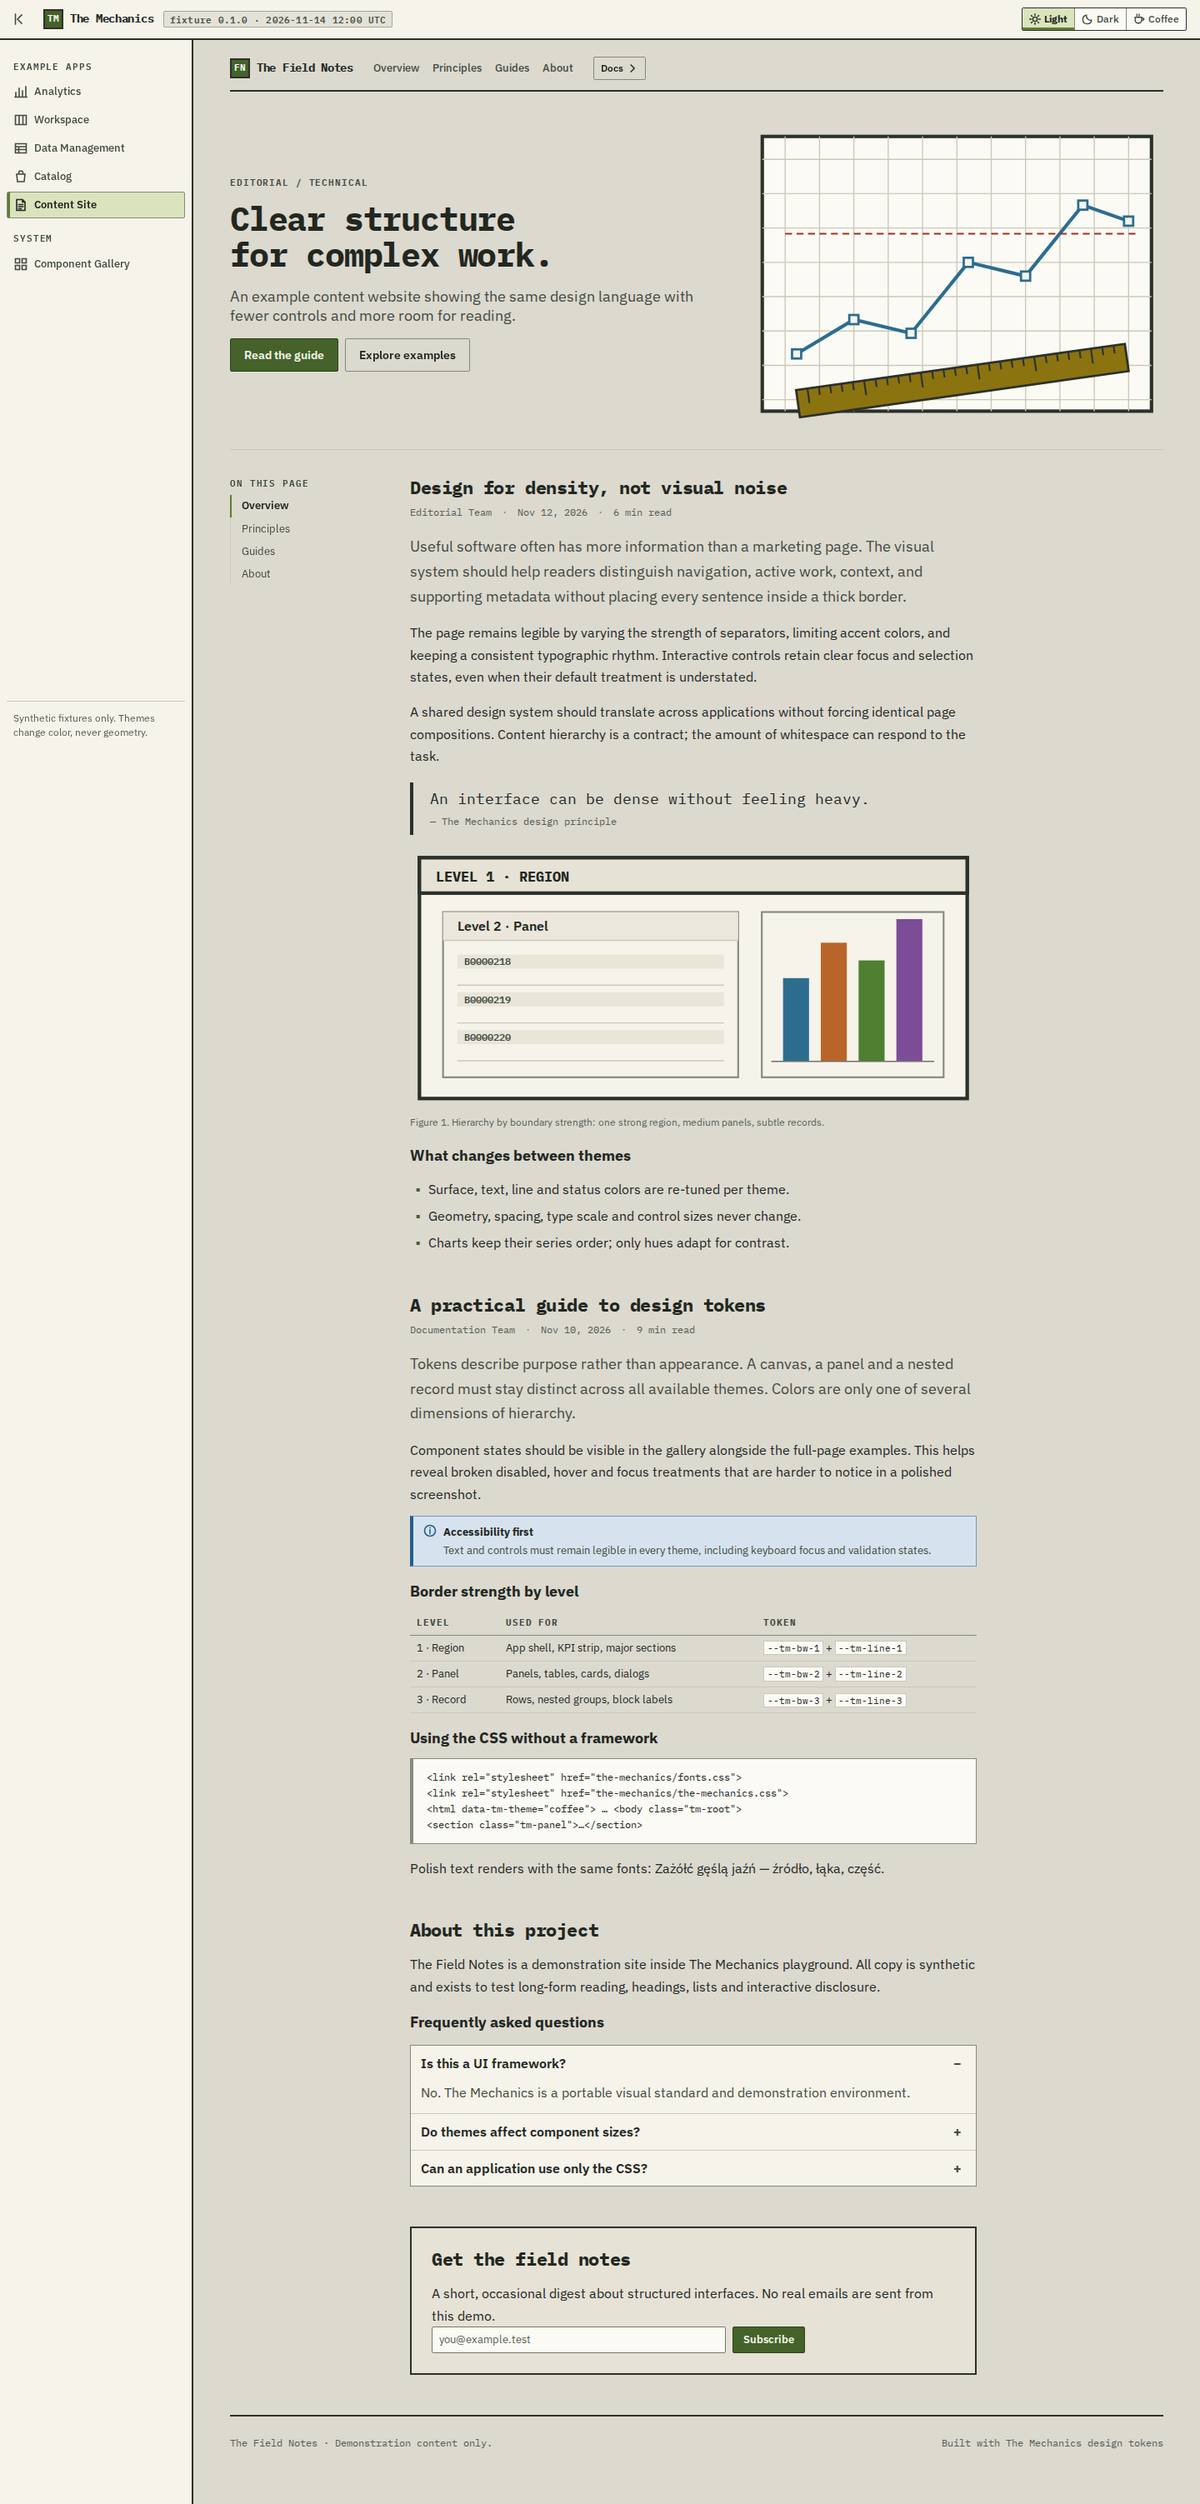 TM The Mechanics fixture 0.1.0 · 2026-11-14 12:00 UTC Light Dark Coffee
EXAMPLE APPS
Analytics
Workspace
Data Management
Catalog
Content Site
SYSTEM
Component Gallery
Synthetic fixtures only. Themes
change color, never geometry.
FN The Field Notes Overview Principles Guides About Docs
EDITORIAL / TECHNICAL
Clear structure
for complex work.
An example content website showing the same design language with
fewer controls and more room for reading.
Read the guide Explore examples
ON THIS PAGE
Overview
Principles
Guides
About
Design for density, not visual noise
Editorial Team · Nov 12, 2026 · 6 min read
Useful software often has more information than a marketing page. The visual
system should help readers distinguish navigation, active work, context, and
supporting metadata without placing every sentence inside a thick border.
The page remains legible by varying the strength of separators, limiting accent colors, and
keeping a consistent typographic rhythm. Interactive controls retain clear focus and selection
states, even when their default treatment is understated.
A shared design system should translate across applications without forcing identical page
compositions. Content hierarchy is a contract; the amount of whitespace can respond to the
task.
An interface can be dense without feeling heavy.
— The Mechanics design principle
LEVEL 1 · REGION
Level 2 · Panel
B0000218
B0000219
B0000220
Figure 1. Hierarchy by boundary strength: one strong region, medium panels, subtle records.
What changes between themes
▪ Surface, text, line and status colors are re-tuned per theme.
▪ Geometry, spacing, type scale and control sizes never change.
▪ Charts keep their series order; only hues adapt for contrast.
A practical guide to design tokens
Documentation Team · Nov 10, 2026 · 9 min read
Tokens describe purpose rather than appearance. A canvas, a panel and a nested
record must stay distinct across all available themes. Colors are only one of several
dimensions of hierarchy.
Component states should be visible in the gallery alongside the full-page examples. This helps
reveal broken disabled, hover and focus treatments that are harder to notice in a polished
screenshot.
Accessibility first
Text and controls must remain legible in every theme, including keyboard focus and validation states.
Border strength by level
LEVEL USED FOR TOKEN
1 · Region App shell, KPI strip, major sections --tm-bw-1 + --tm-line-1
2 · Panel Panels, tables, cards, dialogs --tm-bw-2 + --tm-line-2
3 · Record Rows, nested groups, block labels --tm-bw-3 + --tm-line-3
Using the CSS without a framework
<link rel="stylesheet" href="the-mechanics/fonts.css">
<link rel="stylesheet" href="the-mechanics/the-mechanics.css">
<html data-tm-theme="coffee"> … <body class="tm-root">
<section class="tm-panel">…</section>
Polish text renders with the same fonts: Zażółć gęślą jaźń — źródło, łąka, część.
About this project
The Field Notes is a demonstration site inside The Mechanics playground. All copy is synthetic
and exists to test long-form reading, headings, lists and interactive disclosure.
Frequently asked questions
Is this a UI framework? −
No. The Mechanics is a portable visual standard and demonstration environment.
Do themes affect component sizes? +
Can an application use only the CSS? +
Get the field notes
A short, occasional digest about structured interfaces. No real emails are sent from
this demo.
you@example.test Subscribe
The Field Notes · Demonstration content only. Built with The Mechanics design tokens